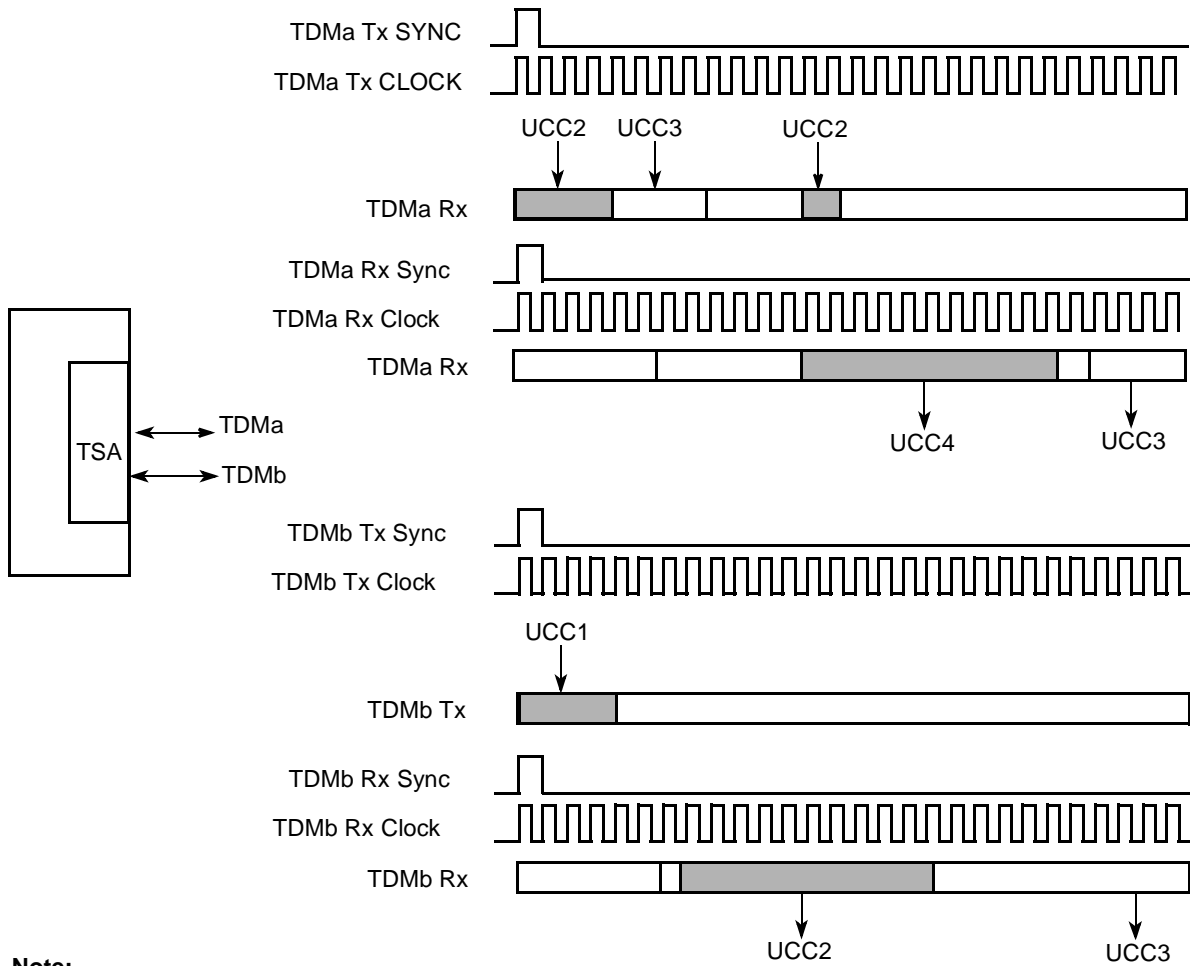 TDMa Tx SYNC
TDMa Tx CLOCK
UCC2 UCC3 UCC2
TDMa Rx
TDMa Rx Sync
TDMa Rx Clock
TDMa Rx
UCC4 UCC3
TSA
TDMa
TDMb
TDMb Tx Sync
TDMb Tx Clock
UCC1
TDMb Tx
TDMb Rx Sync
TDMb Rx Clock
TDMb Rx
UCC2 UCC3
Note: